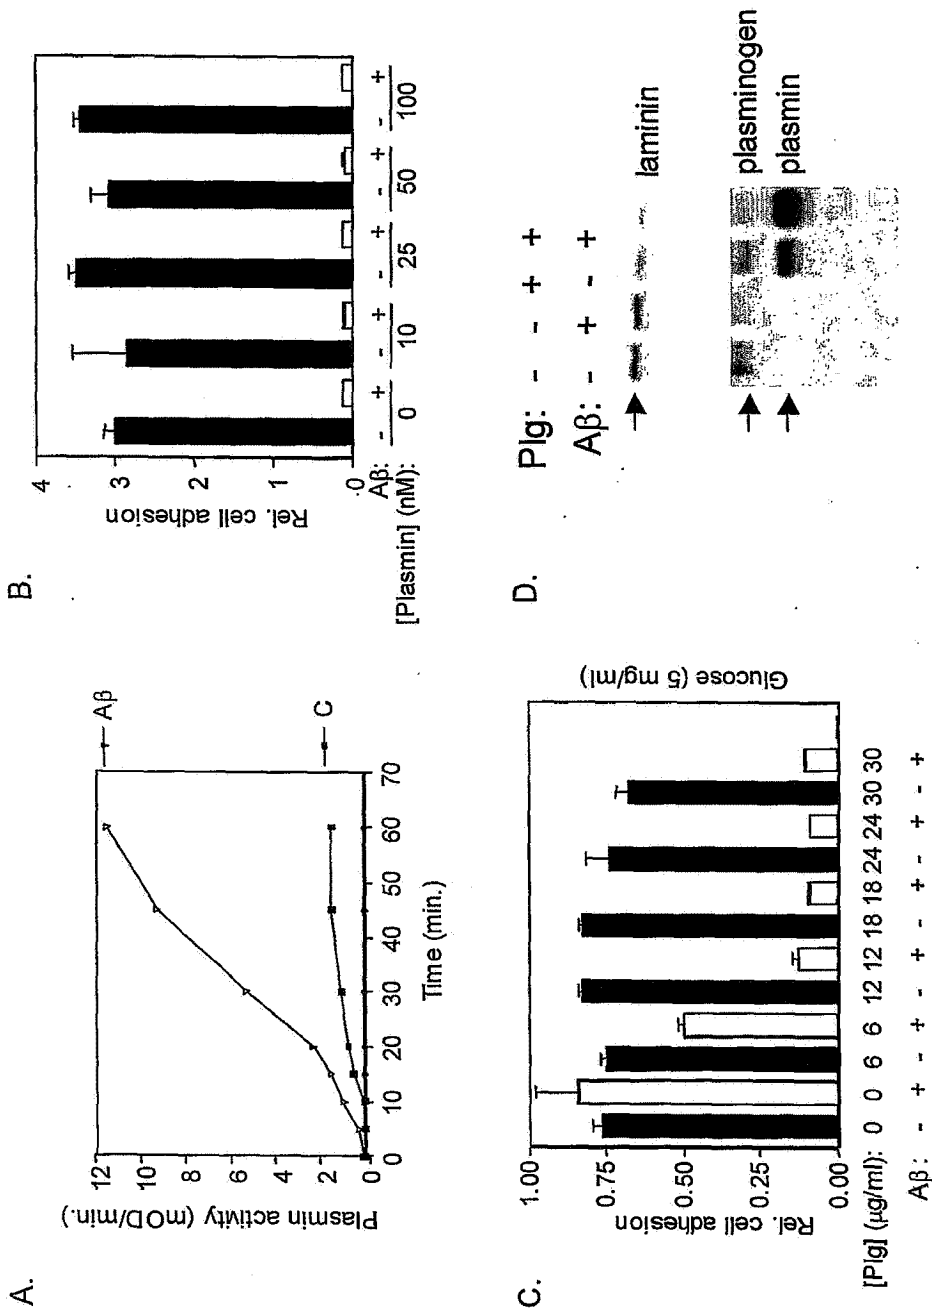 A.
Plasmin activity (mOD/min.)
12
10
8
6
4
2
0
0 10 20 30 40 50 60 70
Time (min.)
Aβ
C
B.
Rel. cell adhesion
4
3
2
1
0
Aβ: - + - + - + - + - +
[Plasmin] (nM): 0 10 25 50 100
C.
Rel. cell adhesion
1.00
0.75
0.50
0.25
0.00
[Plg] (μg/ml): 0 0 6 6 12 12 18 18 24 24 30 30
Aβ: - + - + - + - + - + - +
Glucose (5 mg/ml)
D.
Plg: - - + +
Aβ: - + - +
laminin
plasminogen
plasmin